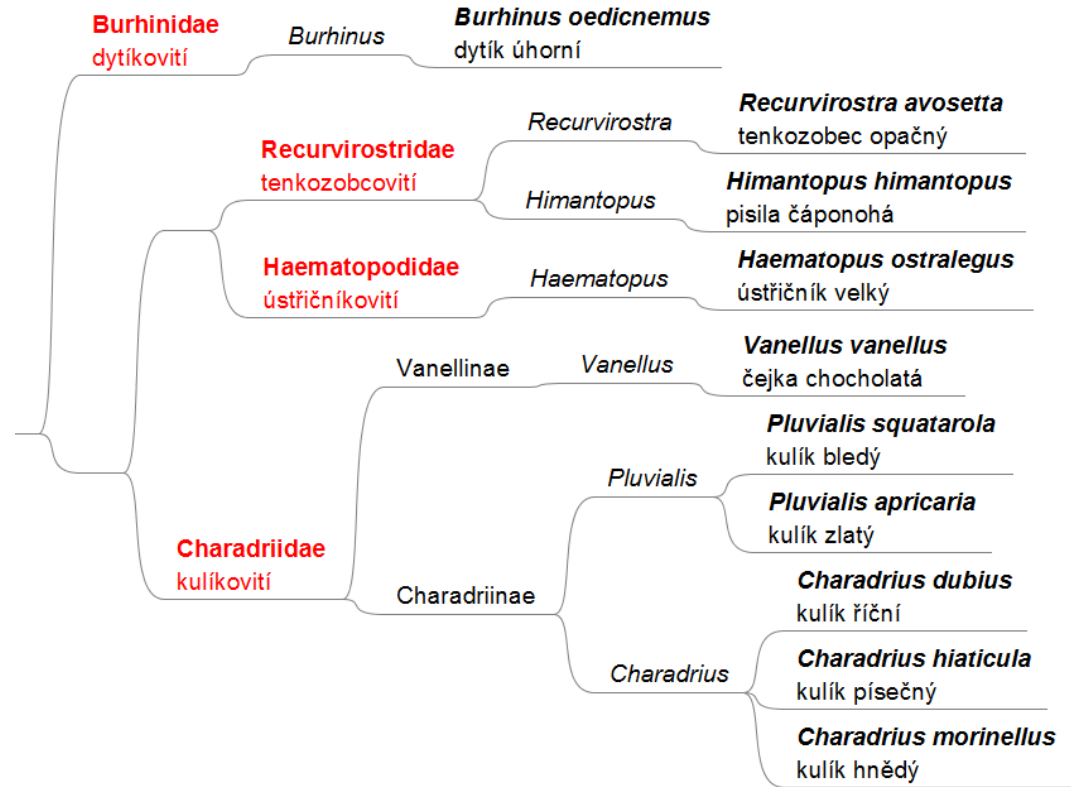 Burhinidae
dytíkovití
Burhinus
Burhinus oedicnemus
dytík úhorní
Recurvirostridae
tenkozobcovití
Recurvirostra
Recurvirostra avosetta
tenkozobec opačný
Himantopus
Himantopus himantopus
pisila čáponohá
Haematopodidae
ústřičníkovití
Haematopus
Haematopus ostralegus
ústřičník velký
Charadriidae
kulíkovití
Vanellinae
Vanellus
Vanellus vanellus
čejka chocholatá
Charadriinae
Pluvialis
Pluvialis squatarola
kulík bledý
Pluvialis apricaria
kulík zlatý
Charadrius
Charadrius dubius
kulík říční
Charadrius hiaticula
kulík písečný
Charadrius morinellus
kulík hnědý